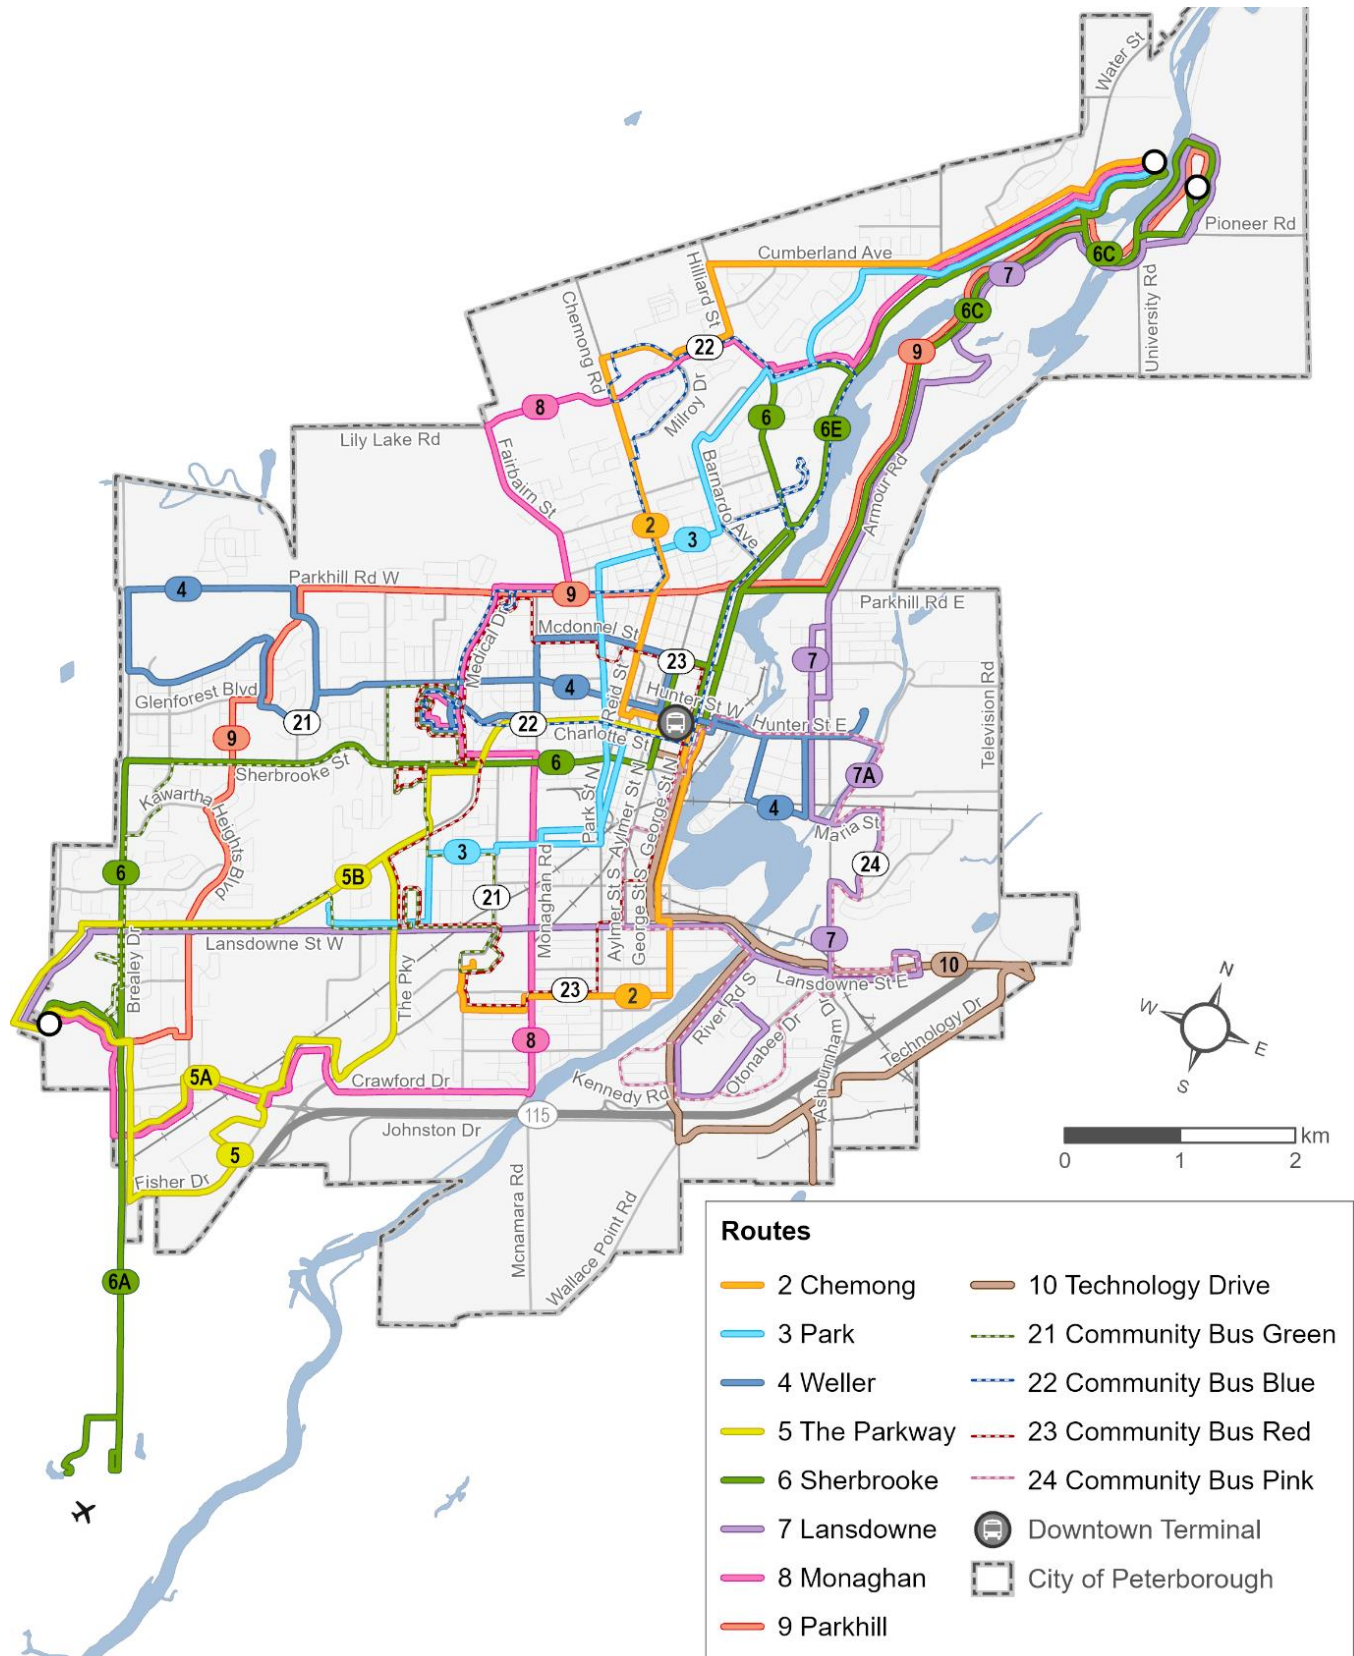 Water St
Pioneer Rd
Cumberland Ave
6C
7
Hilliard St
University Rd
Chemong Rd
6C
22
9
8
Milroy Dr
6
6E
Lily Lake Rd
Fairbairn St
Barnardo Ave
Armour Rd
2
3
4
Parkhill Rd W
9
Parkhill Rd E
Mcdonnel St
Medical Dr
23
7
Television Rd
Reid St
4
Hunter St W
Glenforest Blvd
21
22
Hunter St E
Charlotte St
9
6
Sherbrooke St
7A
Kawartha Heights Blvd
Park St N
Aylmer St N
George St N
4
Maria St
3
6
5B
Monaghan Rd
24
21
Aylmer St S
George St S
Lansdowne St W
7
Brealey Dr
The Pky
10
Lansdowne St E
23
2
River Rd S
Otonabee Dr
Technology Dr
8
Ashburnham Dr
5A
Crawford Dr
Kennedy Rd
115
Johnston Dr
5
Fisher Dr
Mcnamara Rd
Wallace Point Rd
6A
N
W
E
S
km
0 1 2
Routes
2 Chemong
3 Park
4 Weller
5 The Parkway
6 Sherbrooke
7 Lansdowne
8 Monaghan
9 Parkhill
10 Technology Drive
21 Community Bus Green
22 Community Bus Blue
23 Community Bus Red
24 Community Bus Pink
Downtown Terminal
City of Peterborough